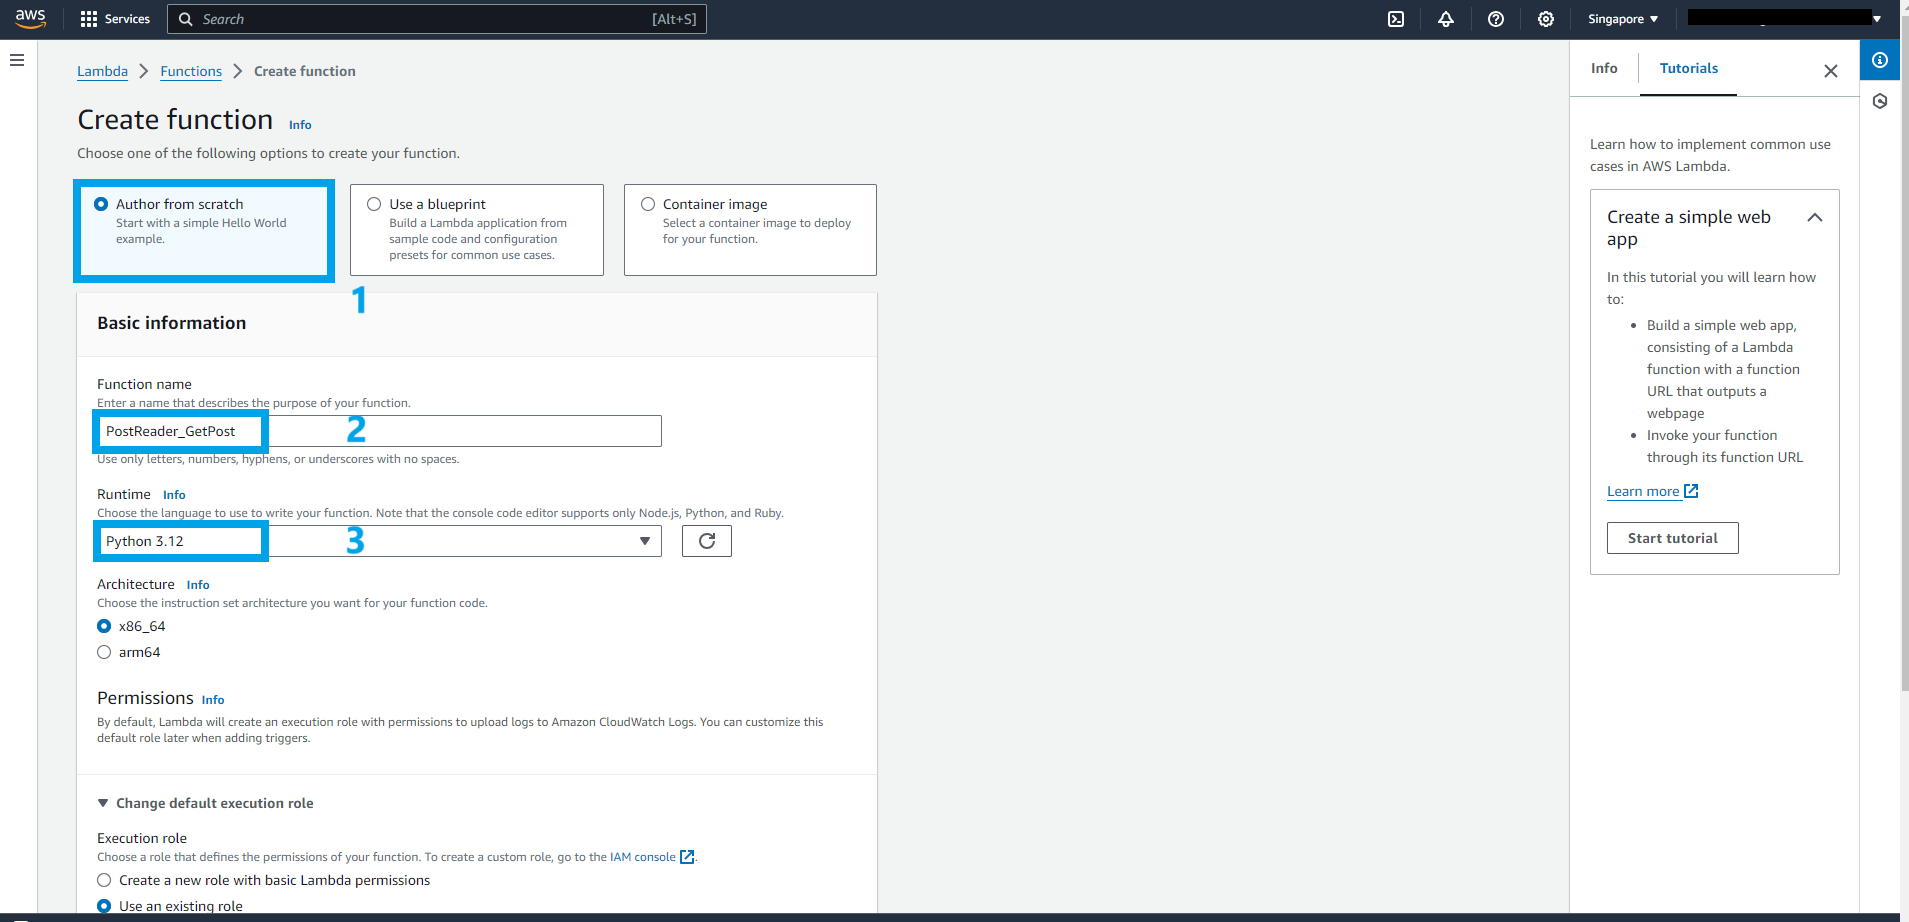 aws
Services
Search
[Alt+S]
Singapore
Lambda
Functions
Create function
Create function
Info
Choose one of the following options to create your function.
Author from scratch
Start with a simple Hello World
example.
Use a blueprint
Build a Lambda application from
sample code and configuration
presets for common use cases.
Container image
Select a container image to deploy
for your function.
1
Basic information
Function name
Enter a name that describes the purpose of your function.
PostReader_GetPost
2
Use only letters, numbers, hyphens, or underscores with no spaces.
Runtime Info
Choose the language to use to write your function. Note that the console code editor supports only Node.js, Python, and Ruby.
Python 3.12
3
Architecture Info
Choose the instruction set architecture you want for your function code.
x86_64
arm64
Permissions Info
By default, Lambda will create an execution role with permissions to upload logs to Amazon CloudWatch Logs. You can customize this
default role later when adding triggers.
Change default execution role
Execution role
Choose a role that defines the permissions of your function. To create a custom role, go to the IAM console.
Create a new role with basic Lambda permissions
Use an existing role
Info
Tutorials
Learn how to implement common use
cases in AWS Lambda.
Create a simple web
app
In this tutorial you will learn how
to:
• Build a simple web app,
consisting of a Lambda
function with a function
URL that outputs a
webpage
• Invoke your function
through its function URL
Learn more
Start tutorial